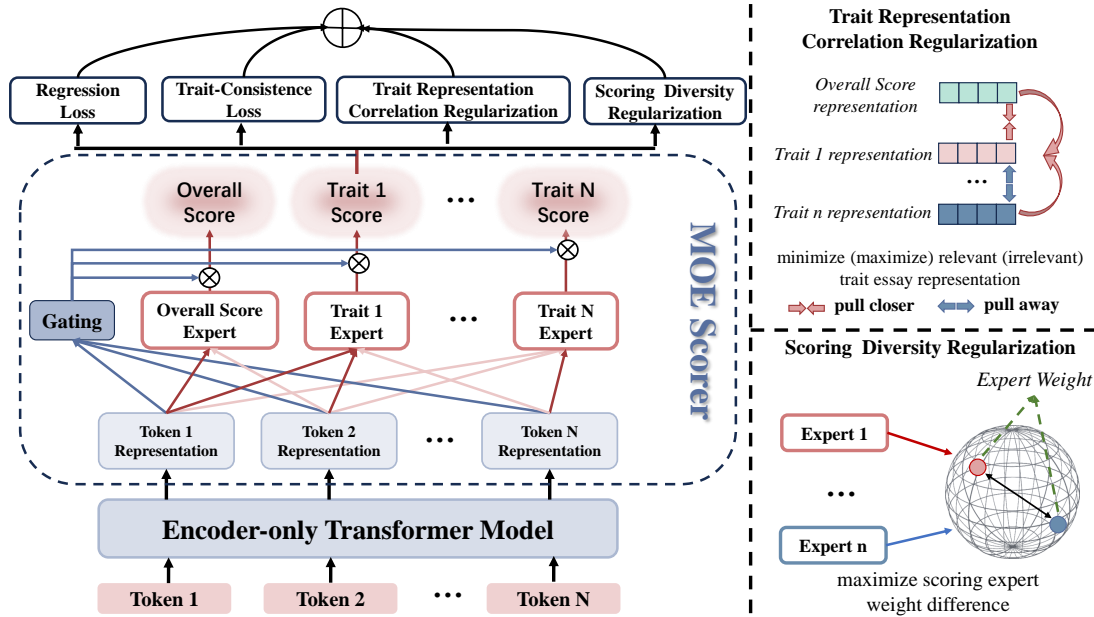 Regression
Loss
Trait-Consistence
Loss
Trait Representation
Correlation Regularization
Scoring Diversity
Regularization
Overall
Score
Trait 1
Score
...
Trait N
Score
MOE Scorer
Gating
Overall Score
Expert
Trait 1
Expert
...
Trait N
Expert
Token 1
Representation
Token 2
Representation
...
Token N
Representation
Encoder-only Transformer Model
Token 1
Token 2
...
Token N
Trait Representation
Correlation Regularization
Overall Score
representation
Trait 1 representation
...
Trait n representation
minimize (maximize) relevant (irrelevant)
trait essay representation
pull closer
pull away
Scoring Diversity Regularization
Expert Weight
Expert 1
...
Expert n
maximize scoring expert
weight difference